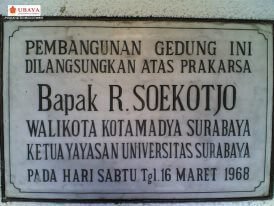 UBAYA
PEMBANGUNAN GEDUNG INI
DILANGSUNGKAN ATAS PRAKARSA
Bapak R. SOEKOTJO
WALIKOTA KOTAMADYA SURABAYA
KETUA YAYASAN UNIVERSITAS SURABAYA
PADA HARI SABTU Tgl. 16 MARET 1968